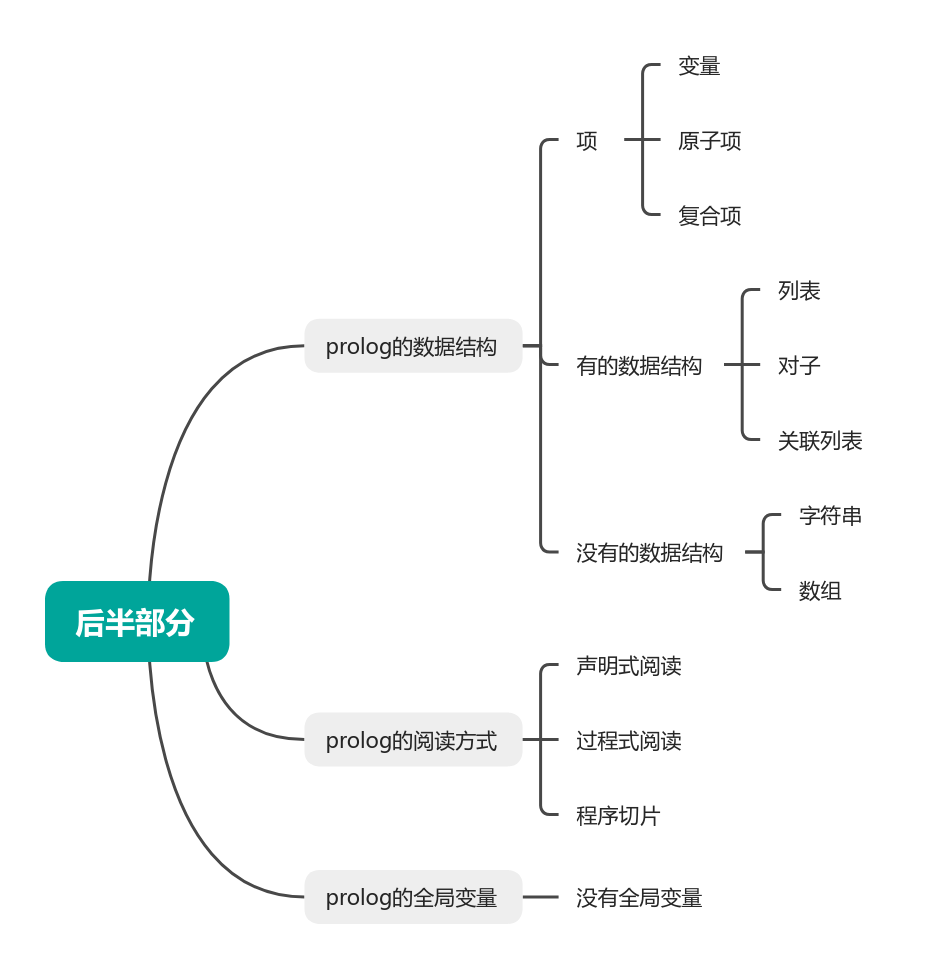 后半部分
prolog的数据结构
项
变量
原子项
复合项
有的数据结构
列表
对子
关联列表
没有的数据结构
字符串
数组
prolog的阅读方式
声明式阅读
过程式阅读
程序切片
prolog的全局变量
没有全局变量